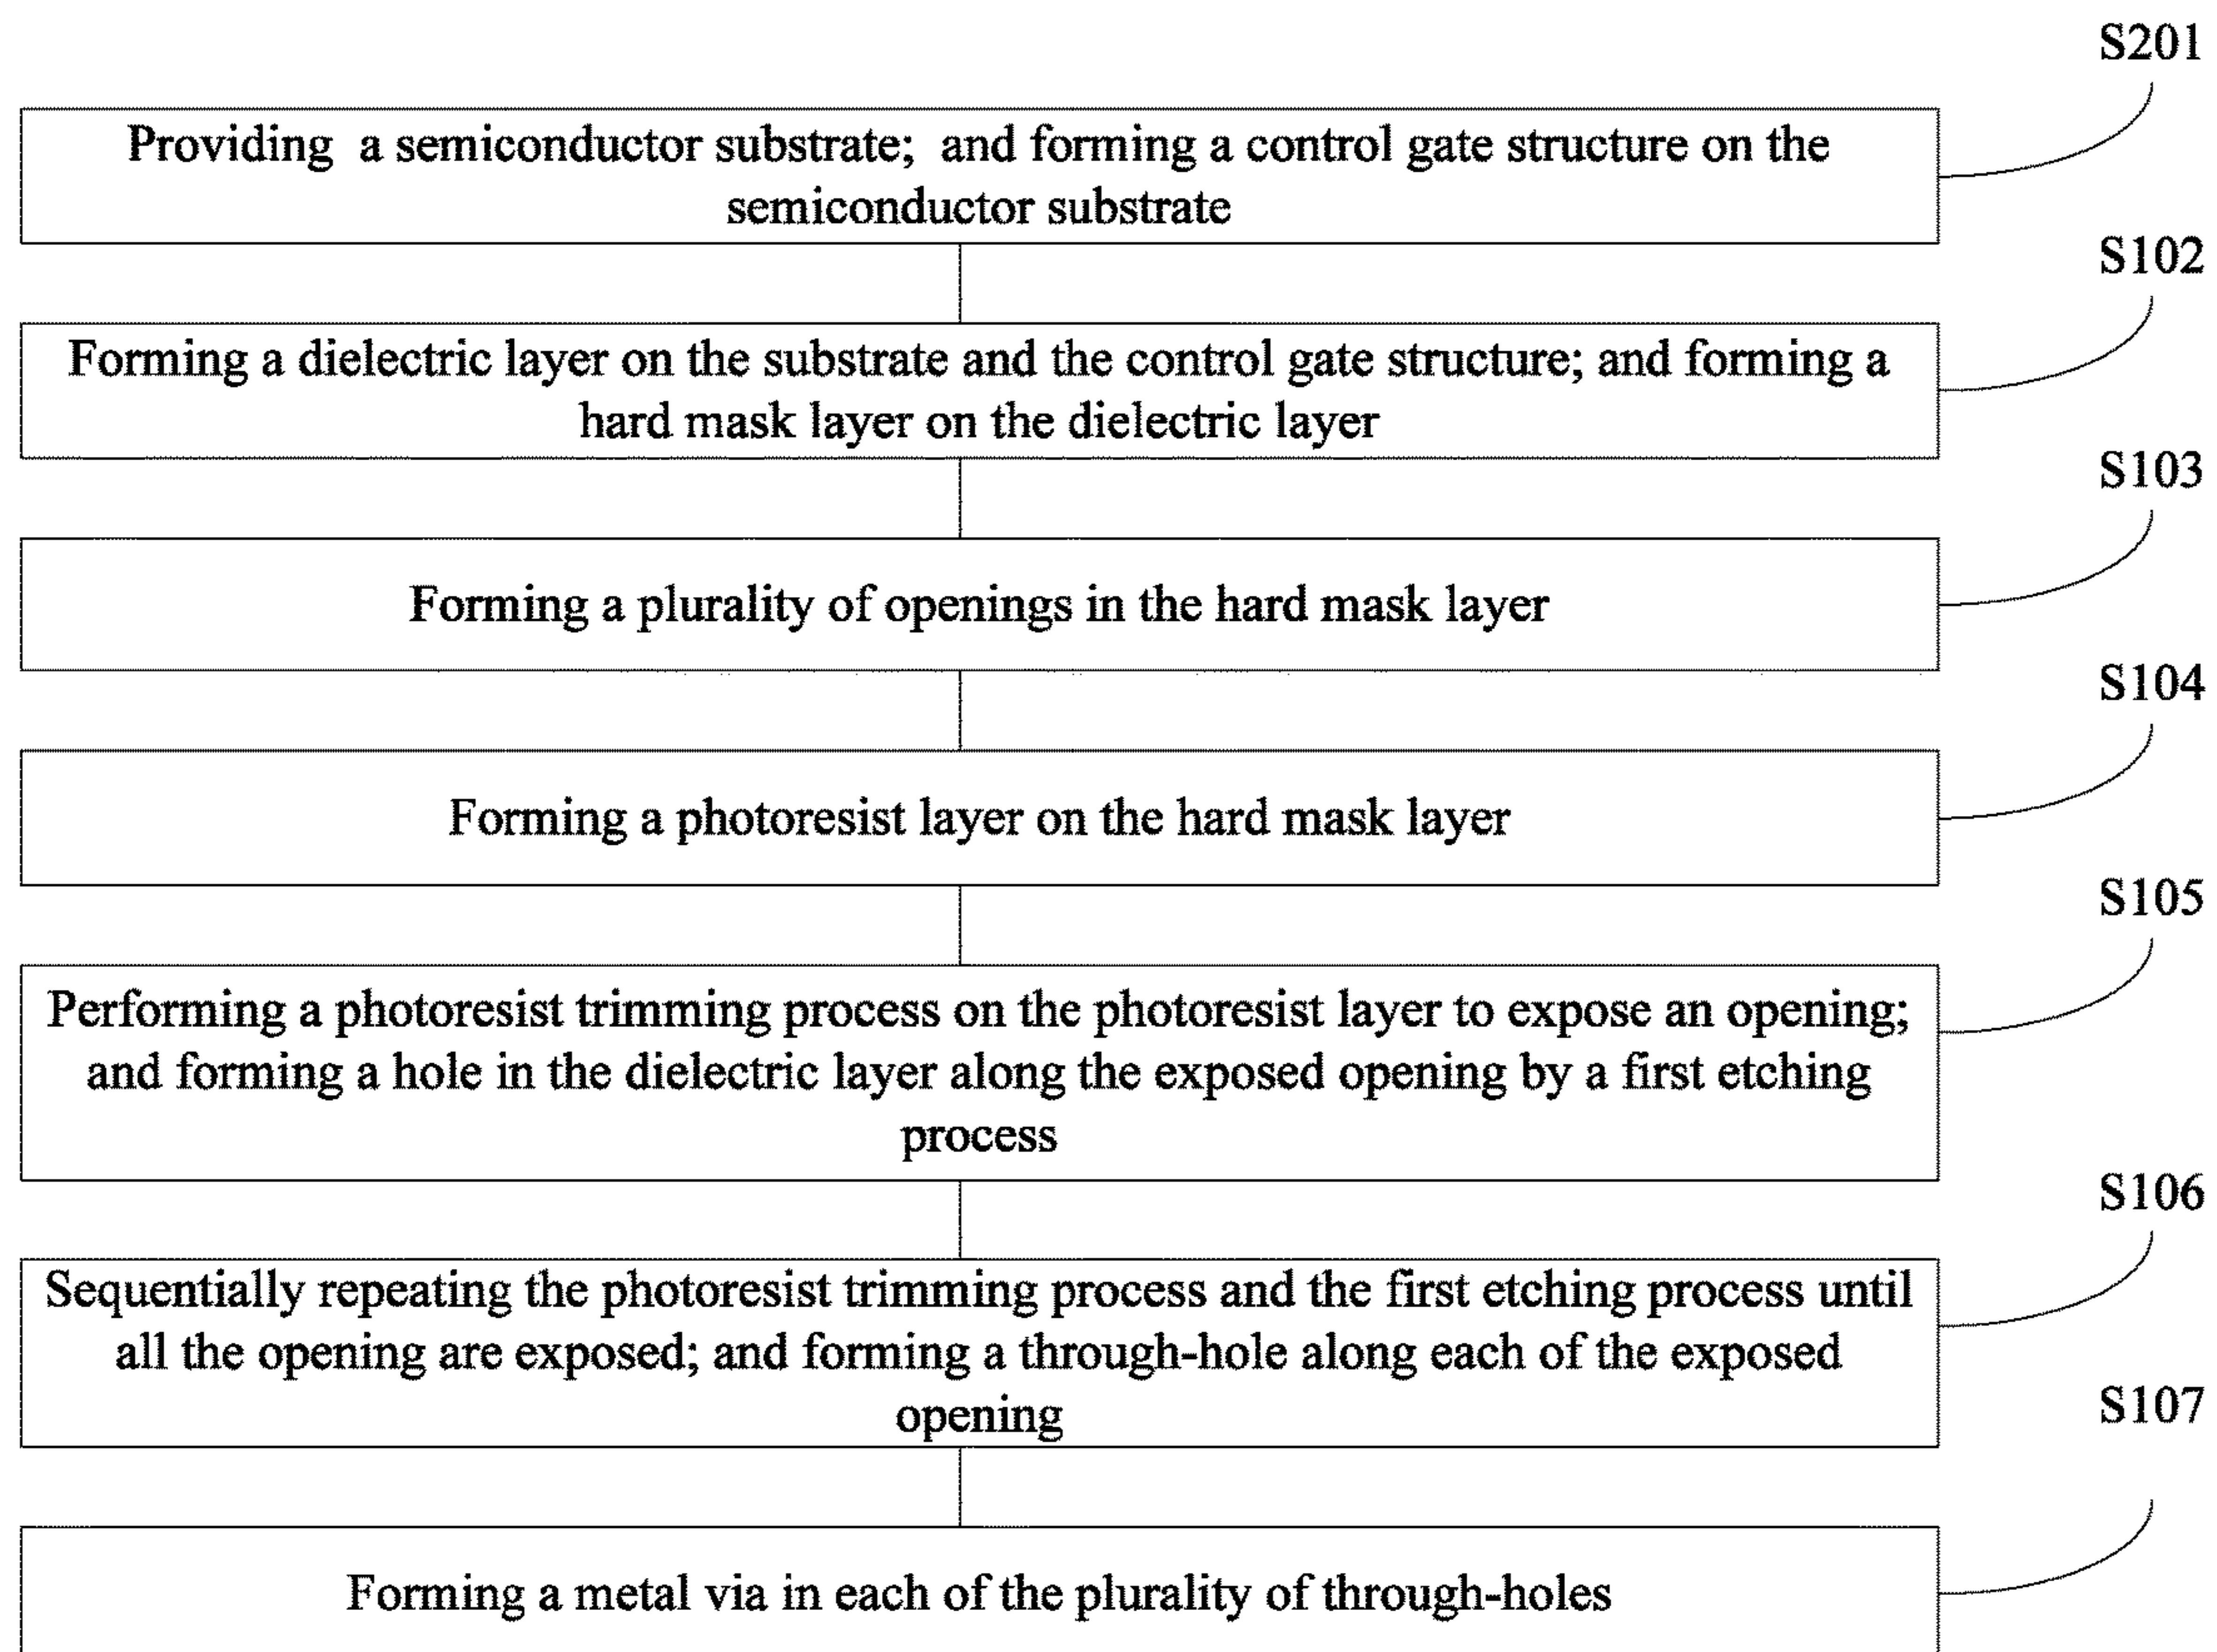 S201
Providing a semiconductor substrate; and forming a control gate structure on the
semiconductor substrate
S102
Forming a dielectric layer on the substrate and the control gate structure; and forming a
hard mask layer on the dielectric layer
S103
Forming a plurality of openings in the hard mask layer
S104
Forming a photoresist layer on the hard mask layer
S105
Performing a photoresist trimming process on the photoresist layer to expose an opening;
and forming a hole in the dielectric layer along the exposed opening by a first etching
process
S106
Sequentially repeating the photoresist trimming process and the first etching process until
all the opening are exposed; and forming a through-hole along each of the exposed
opening
S107
Forming a metal via in each of the plurality of through-holes